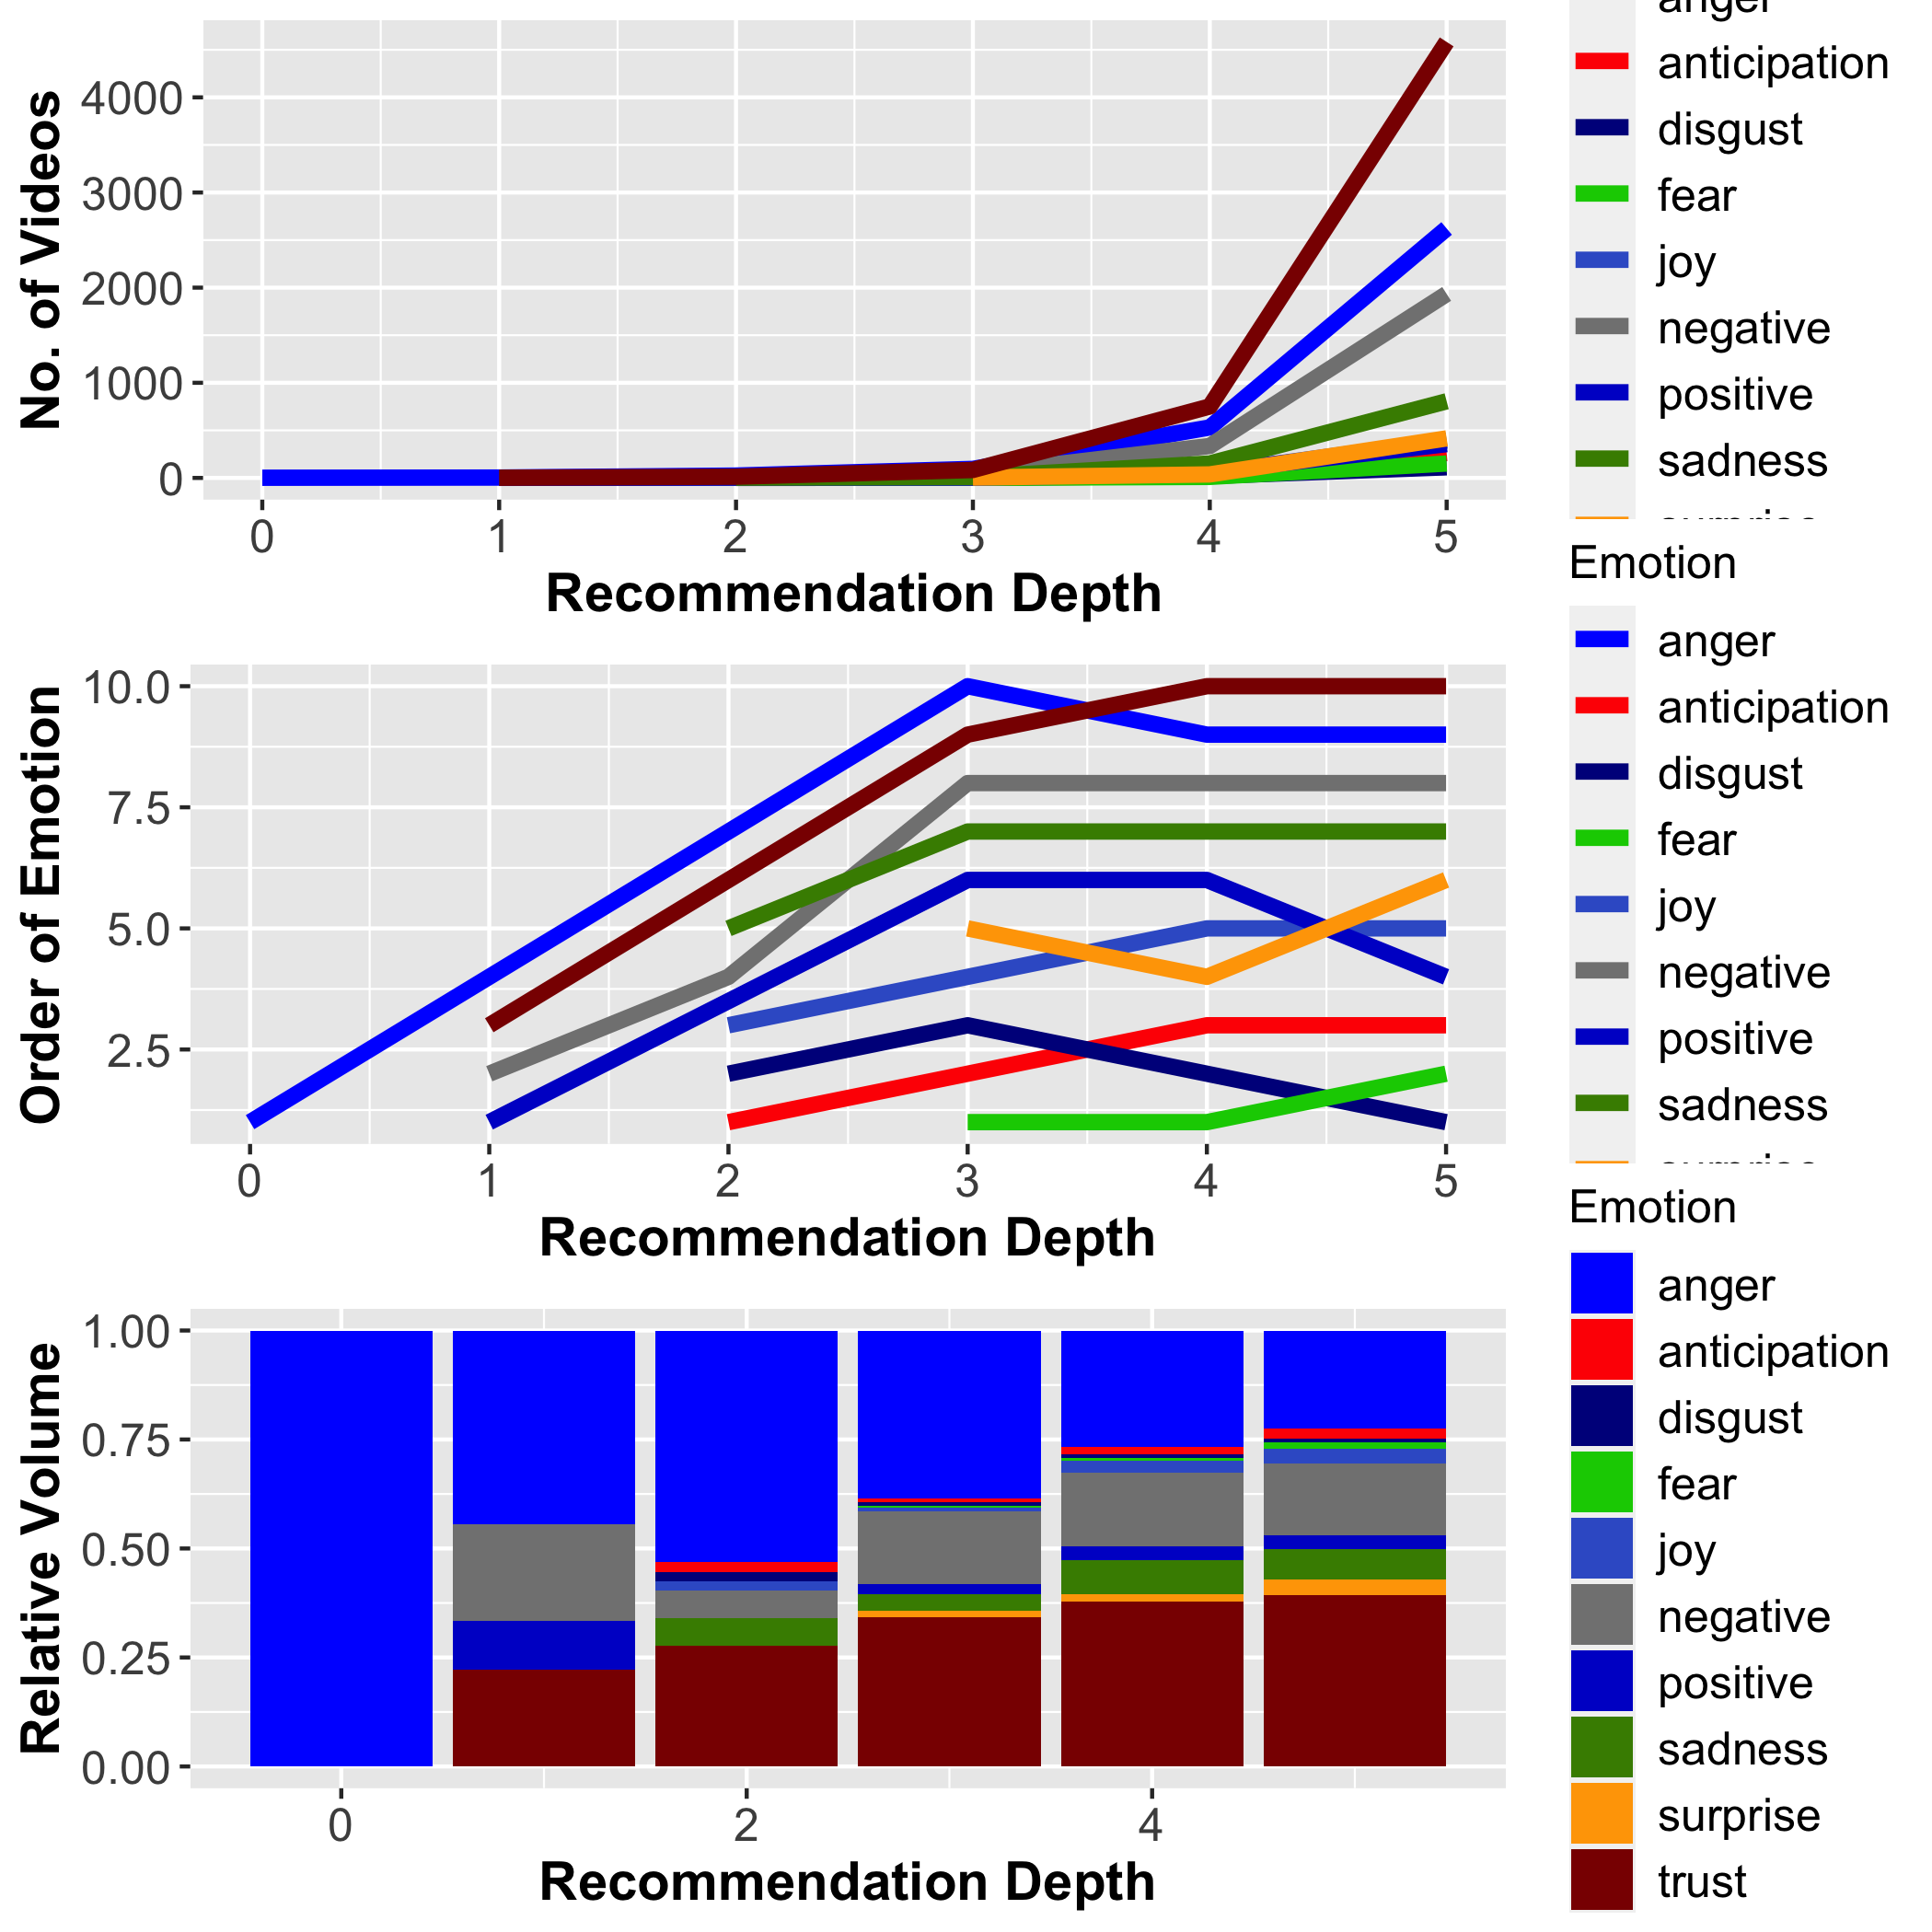 anger
anticipation
disgust
fear
joy
negative
positive
sadness
No. of Videos
4000
3000
2000
1000
0
0 1 2 3 4 5
Recommendation Depth
Emotion
anger
anticipation
disgust
fear
joy
negative
positive
sadness
Order of Emotion
10.0
7.5
5.0
2.5
0 1 2 3 4 5
Recommendation Depth
Emotion
anger
anticipation
disgust
fear
joy
negative
positive
sadness
surprise
trust
Relative Volume
1.00
0.75
0.50
0.25
0.00
0 2 4
Recommendation Depth